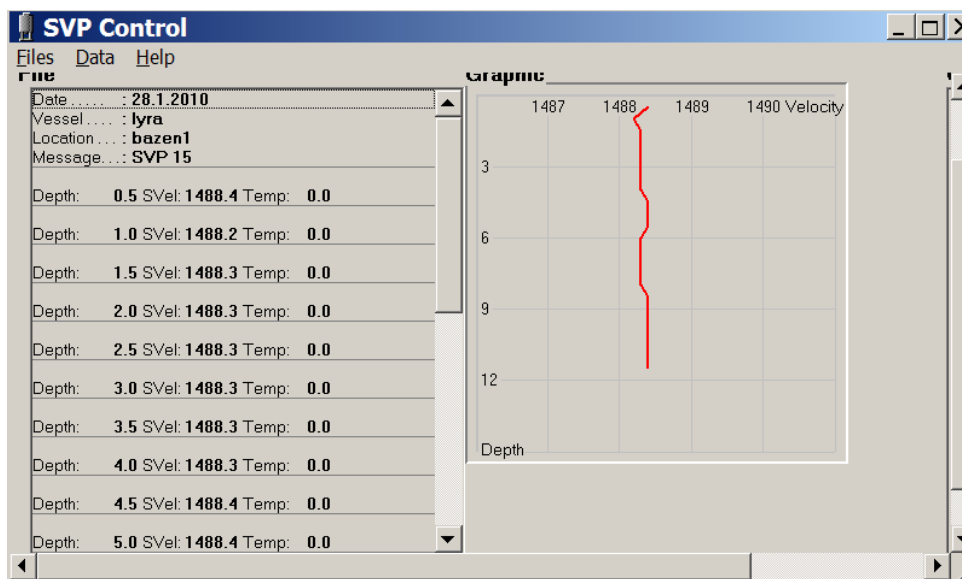 SVP Control
Files Data Help
File
Date ..... : 28.1.2010
Vessel .... : lyra
Location ... : bazen1
Message...: SVP 15
Depth: 0.5 SVel: 1488.4 Temp: 0.0
Depth: 1.0 SVel: 1488.2 Temp: 0.0
Depth: 1.5 SVel: 1488.3 Temp: 0.0
Depth: 2.0 SVel: 1488.3 Temp: 0.0
Depth: 2.5 SVel: 1488.3 Temp: 0.0
Depth: 3.0 SVel: 1488.3 Temp: 0.0
Depth: 3.5 SVel: 1488.3 Temp: 0.0
Depth: 4.0 SVel: 1488.3 Temp: 0.0
Depth: 4.5 SVel: 1488.4 Temp: 0.0
Depth: 5.0 SVel: 1488.4 Temp: 0.0
Graphic
1487 1488 1489 1490 Velocity
3
6
9
12
Depth